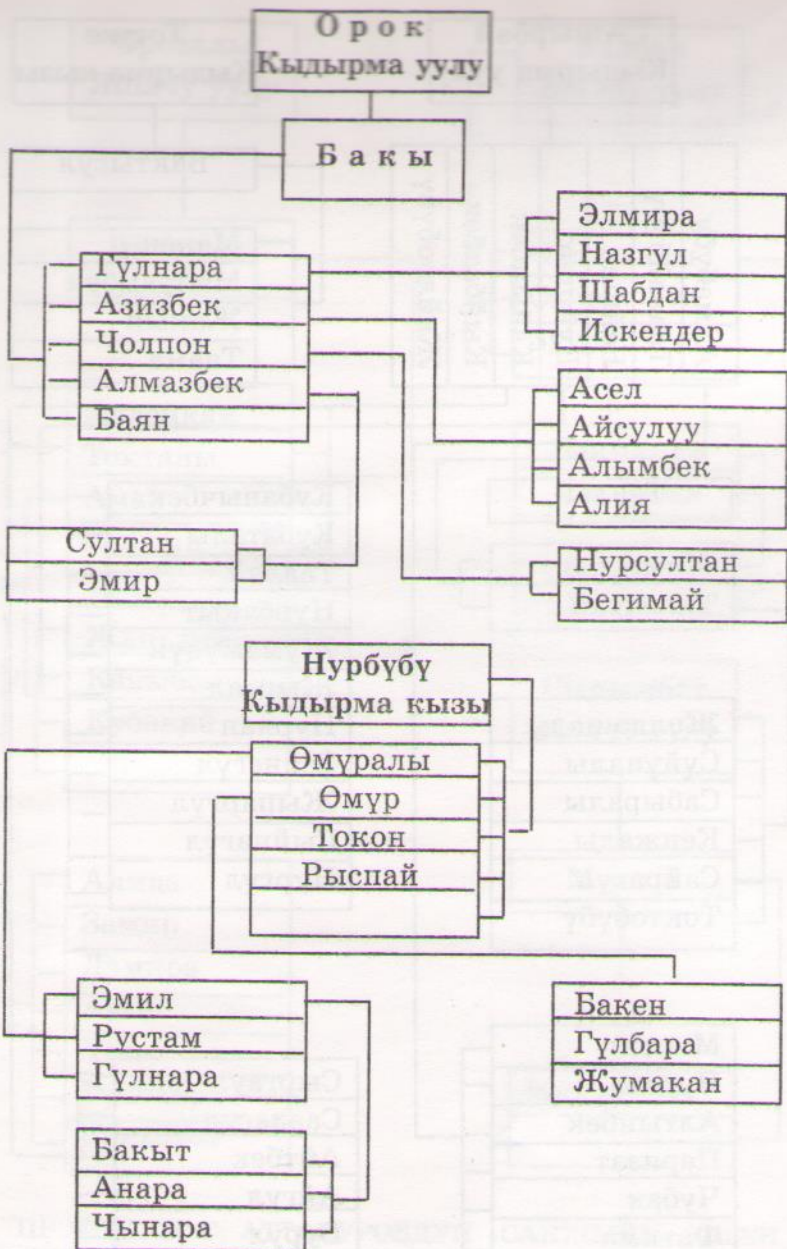 Орок
Кыдырма уулу
Бакы
Элмира
Назгүл
Шабдан
Искендер
Гүлнара
Азизбек
Чолпон
Алмазбек
Баян
Асел
Айсулуу
Алымбек
Алия
Султан
Эмир
Нурсултан
Бегимай
Нурбүбү
Кыдырма кызы
Өмүралы
Өмүр
Токон
Рыспай
Эмил
Рустам
Гүлнара
Бакен
Гүлбара
Жумакан
Бакыт
Анара
Чынара